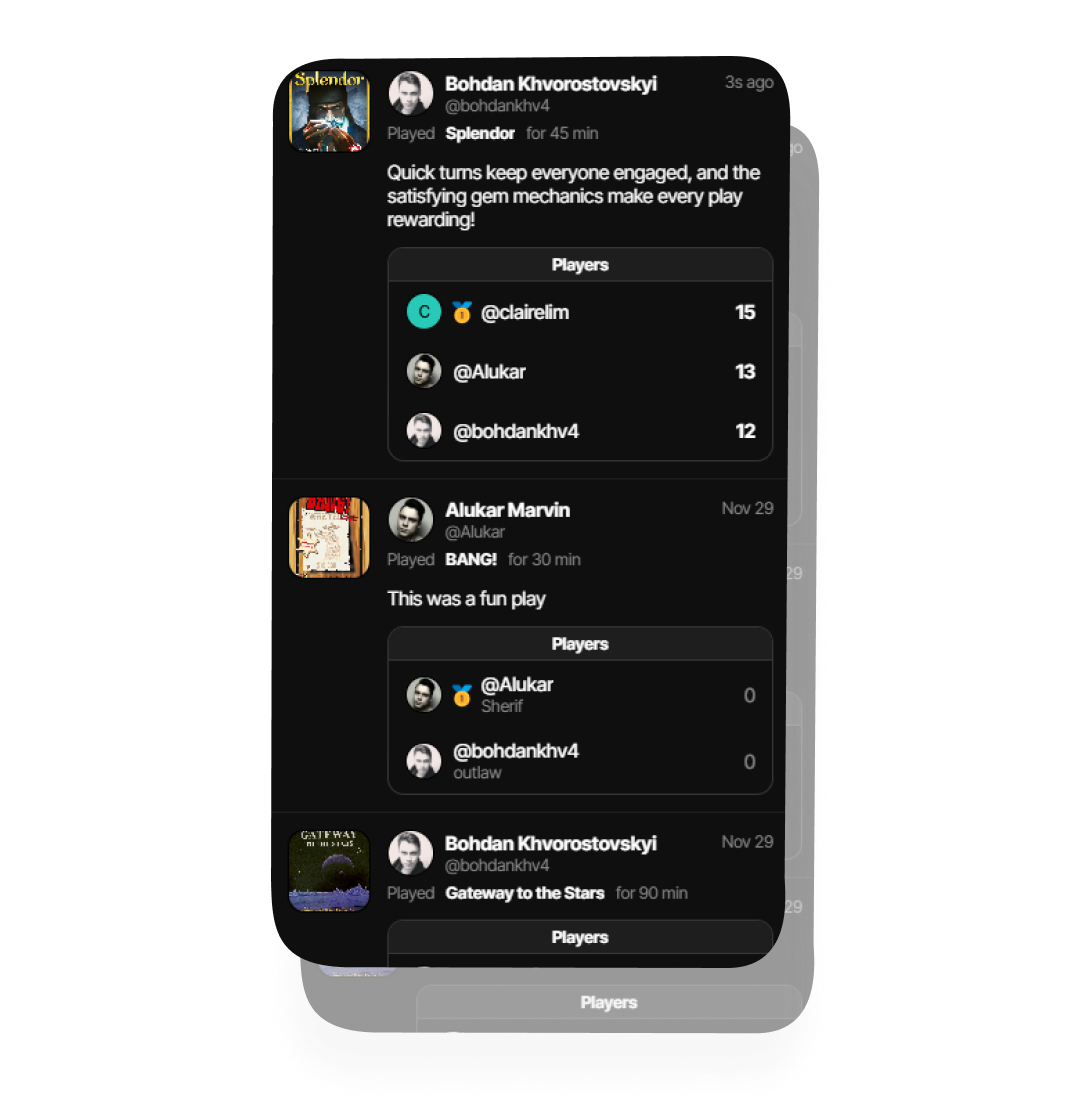 Splendor
Bohdan Khvorostovskyi
3s ago
@bohdankhv4
Played Splendor for 45 min
Quick turns keep everyone engaged, and the
satisfying gem mechanics make every play
rewarding!
Players
C
🥇 @clairelim 15
@Alukar 13
@bohdankhv4 12
Alukar Marvin
Nov 29
@Alukar
Played BANG! for 30 min
This was a fun play
Players
🥇 @Alukar 0
Sherif
@bohdankhv4 0
outlaw
GATEWAY
Bohdan Khvorostovskyi
Nov 29
@bohdankhv4
Played Gateway to the Stars for 90 min
Players
go
29
29
Players